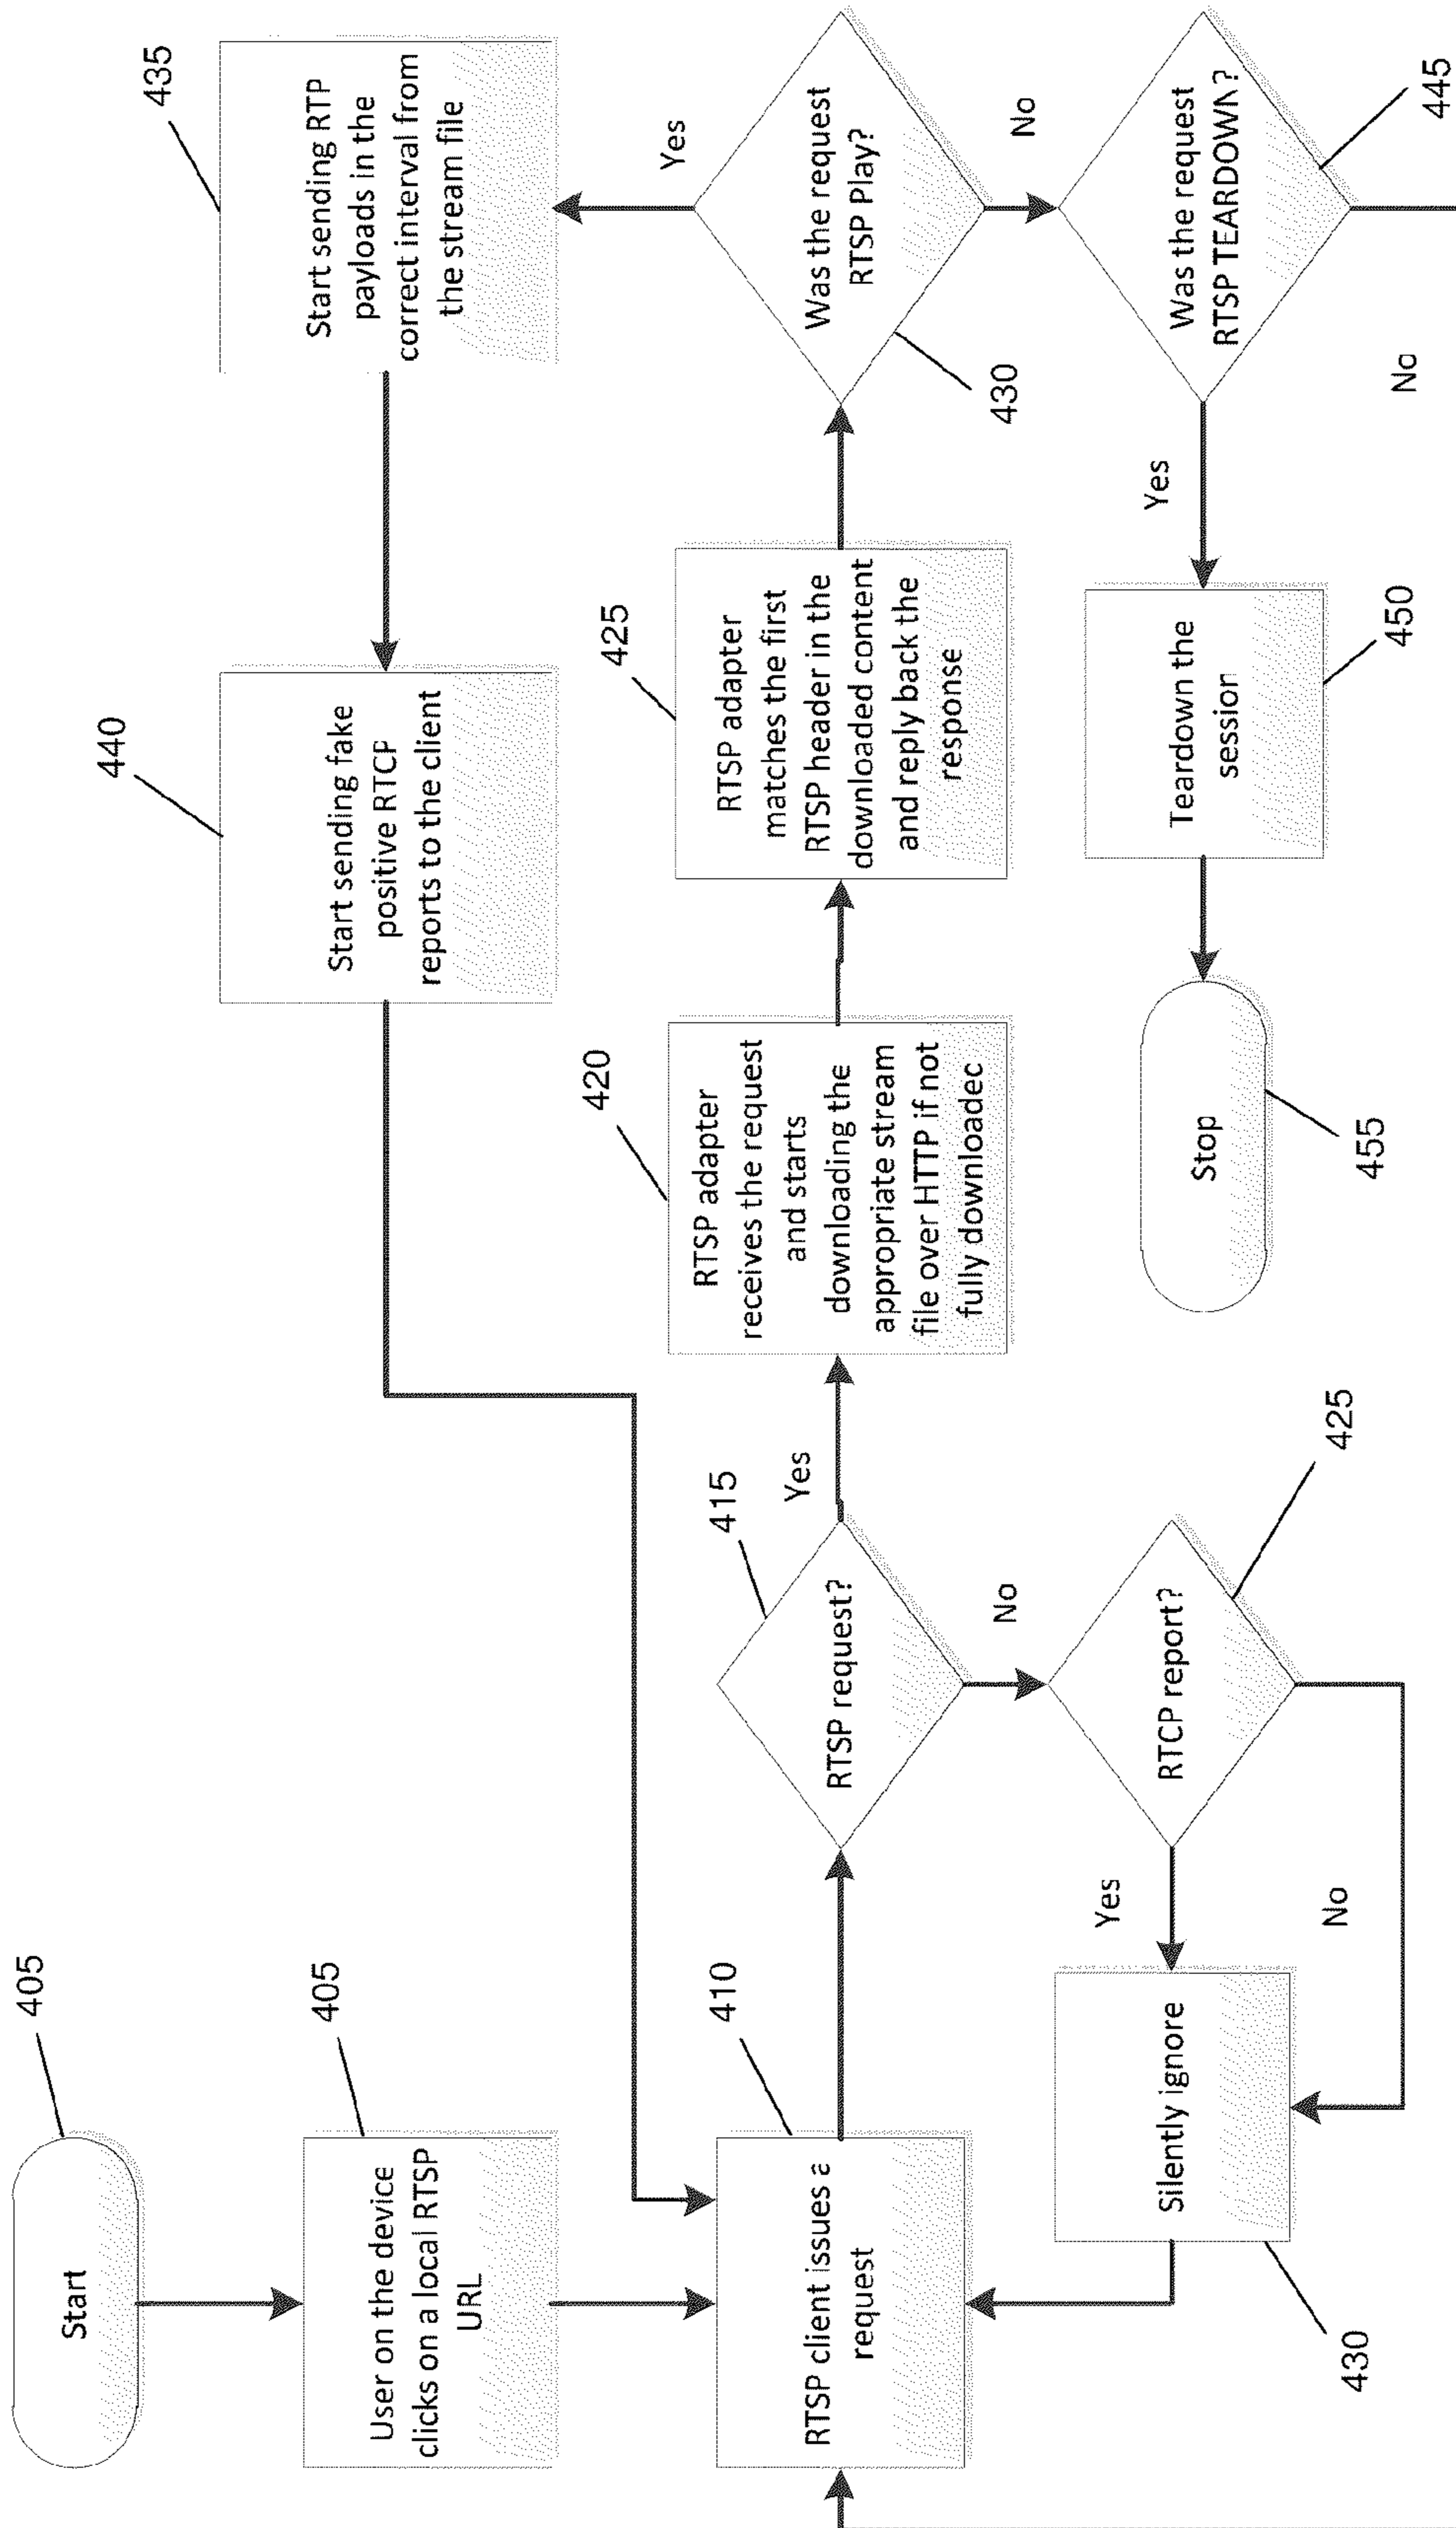 405
Start
405
User on the device
clicks on a local RTSP
URL
410
RTSP client issues a
request
415
RTSP request?
Yes
No
425
RTCP report?
Yes
No
Silently ignore
430
420
RTSP adapter
receives the request
and starts
downloading the
appropriate stream
file over HTTP if not
fully downloaded
425
RTSP adapter
matches the first
RTSP header in the
downloaded content
and reply back the
response
430
Was the request
RTSP Play?
Yes
No
435
Start sending RTP
payloads in the
correct interval from
the stream file
440
Start sending fake
positive RTCP
reports to the client
445
Was the request
RTSP TEARDOWN?
Yes
No
450
Teardown the
session
455
Stop